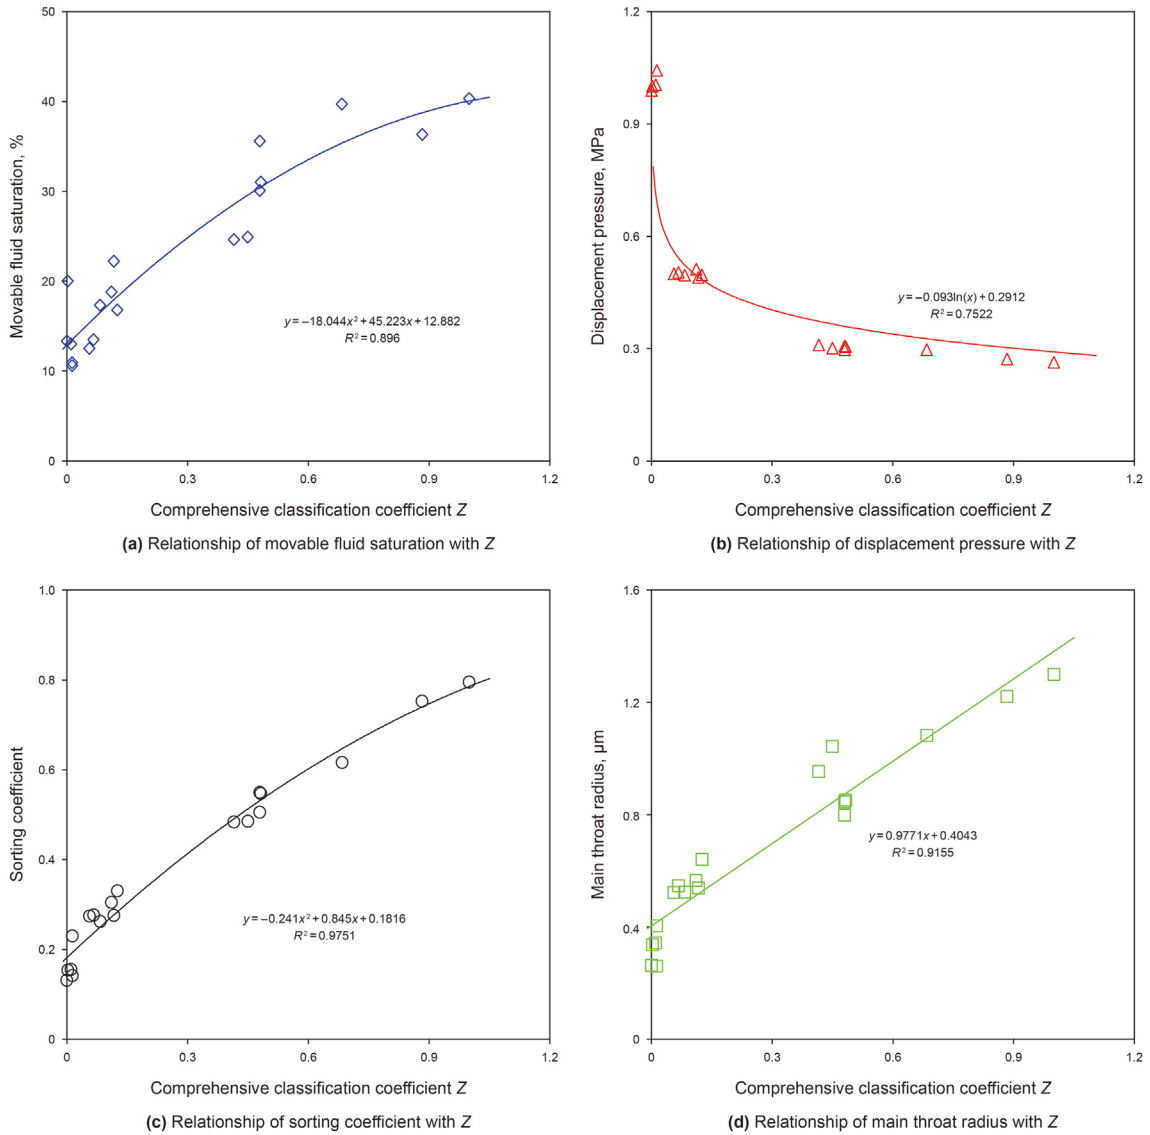 50
40
30
20
10
0
Movable fluid saturation, %
y = −18.044x² + 45.223x + 12.882
R² = 0.896
0 0.3 0.6 0.9 1.2
Comprehensive classification coefficient Z
(a) Relationship of movable fluid saturation with Z
1.2
0.9
0.6
0.3
0
Displacement pressure, MPa
y = −0.093ln(x) + 0.2912
R² = 0.7522
0 0.3 0.6 0.9 1.2
Comprehensive classification coefficient Z
(b) Relationship of displacement pressure with Z
1.0
0.8
0.6
0.4
0.2
0
Sorting coefficient
y = −0.241x² + 0.845x + 0.1816
R² = 0.9751
0 0.3 0.6 0.9 1.2
Comprehensive classification coefficient Z
(c) Relationship of sorting coefficient with Z
1.6
1.2
0.8
0.4
0
Main throat radius, μm
y = 0.9771x + 0.4043
R² = 0.9155
0 0.3 0.6 0.9 1.2
Comprehensive classification coefficient Z
(d) Relationship of main throat radius with Z